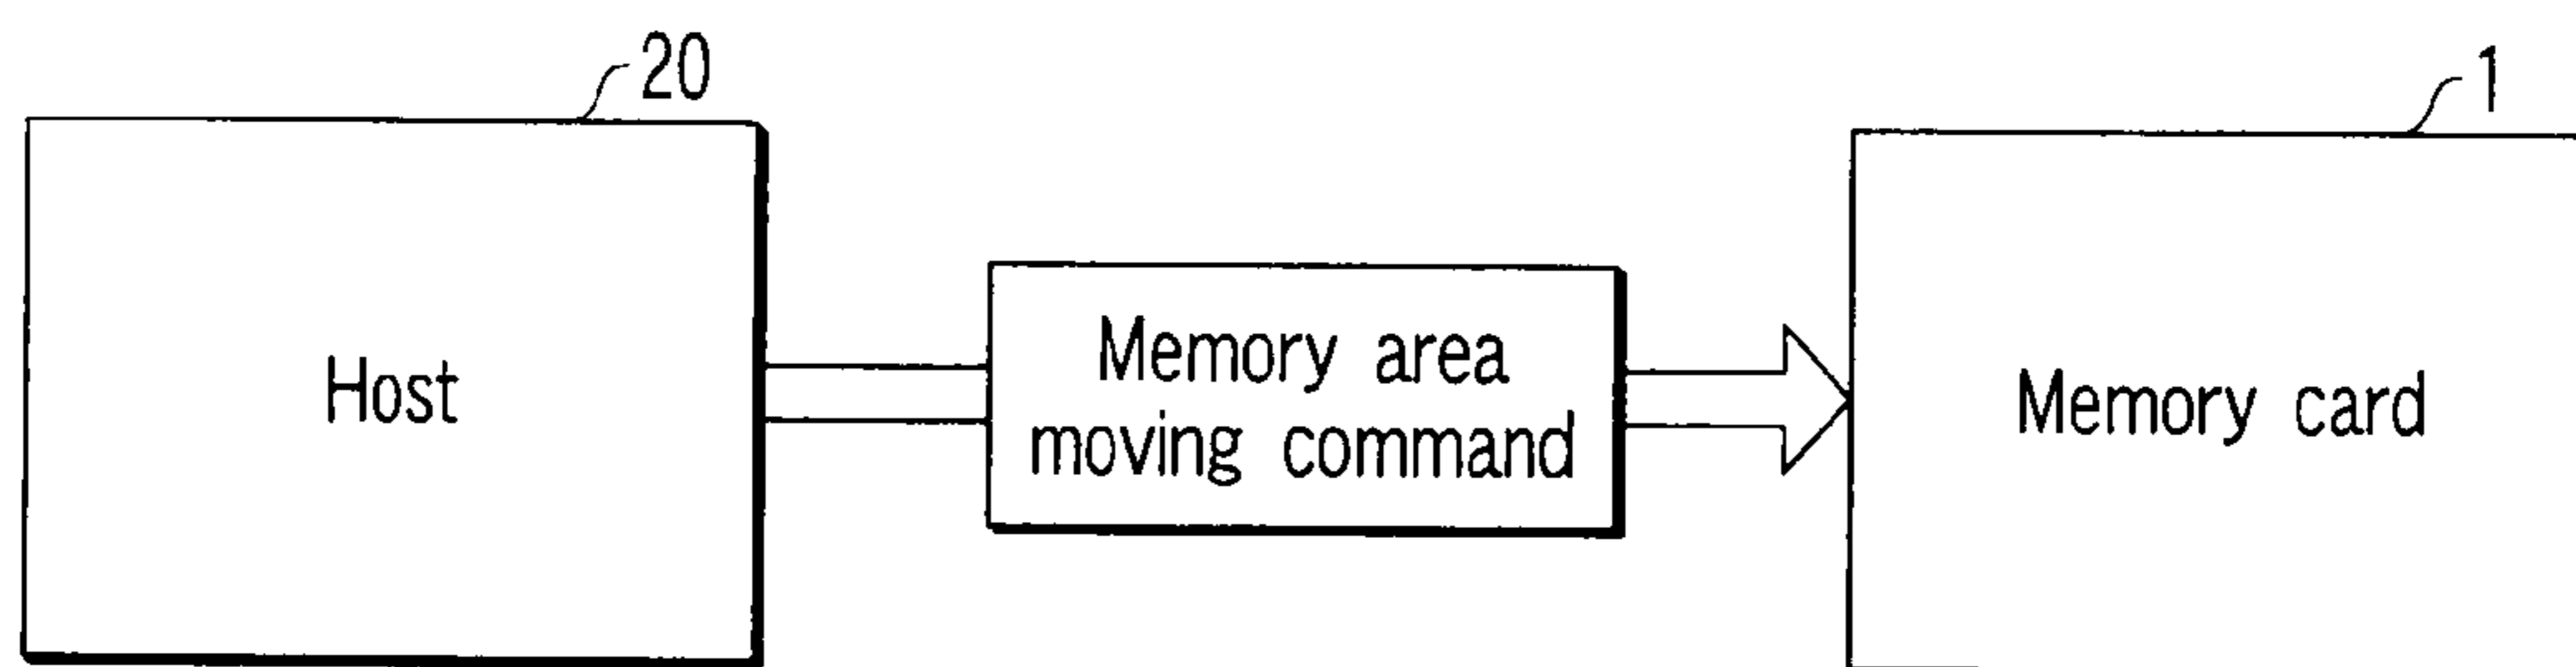 20
1
Host
Memory area
moving command
Memory card